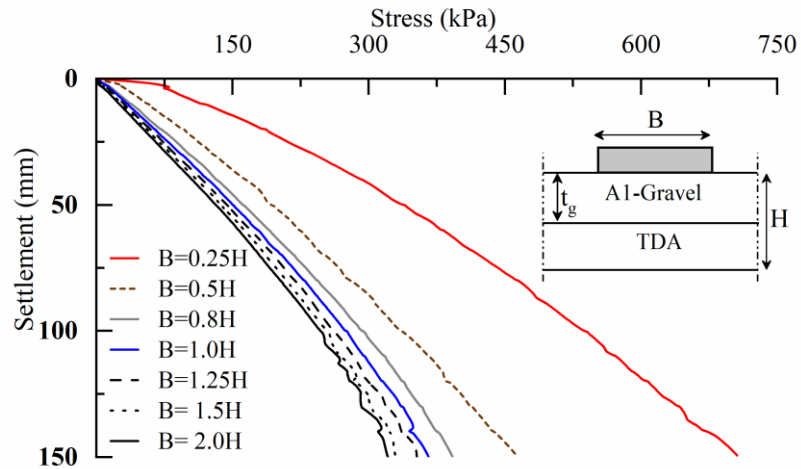 Stress (kPa)
150 300 450 600 750
Settlement (mm)
0
50
100
150
B=0.25H
B=0.5H
B=0.8H
B=1.0H
B=1.25H
B= 1.5H
B= 2.0H
B
A1-Gravel
tg
H
TDA